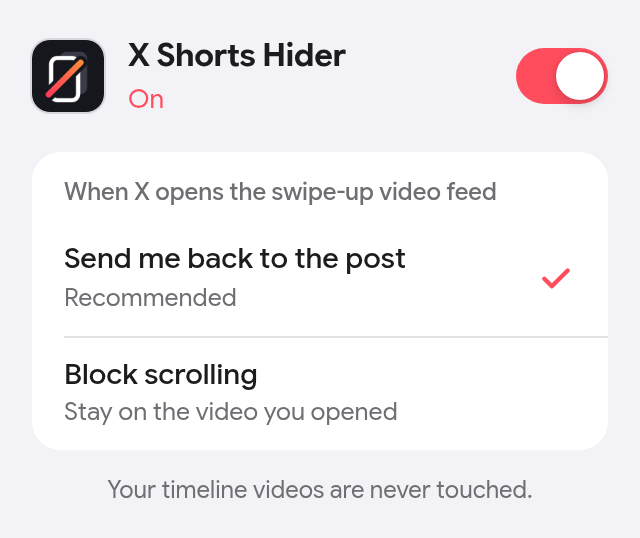 X Shorts Hider
On
When X opens the swipe-up video feed
Send me back to the post
Recommended
Block scrolling
Stay on the video you opened
Your timeline videos are never touched.